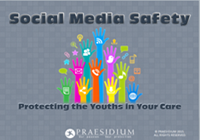 Social Media Safety
Protecting the Youths in Your Care
PRAESIDIUM